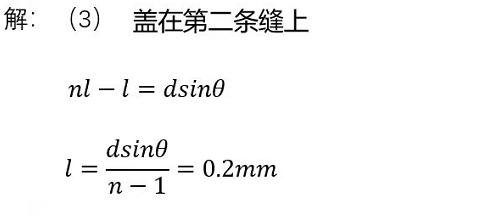 解：（3） 盖在第二条缝上
nl − l = dsinθ
l = dsinθ / n − 1 = 0.2mm